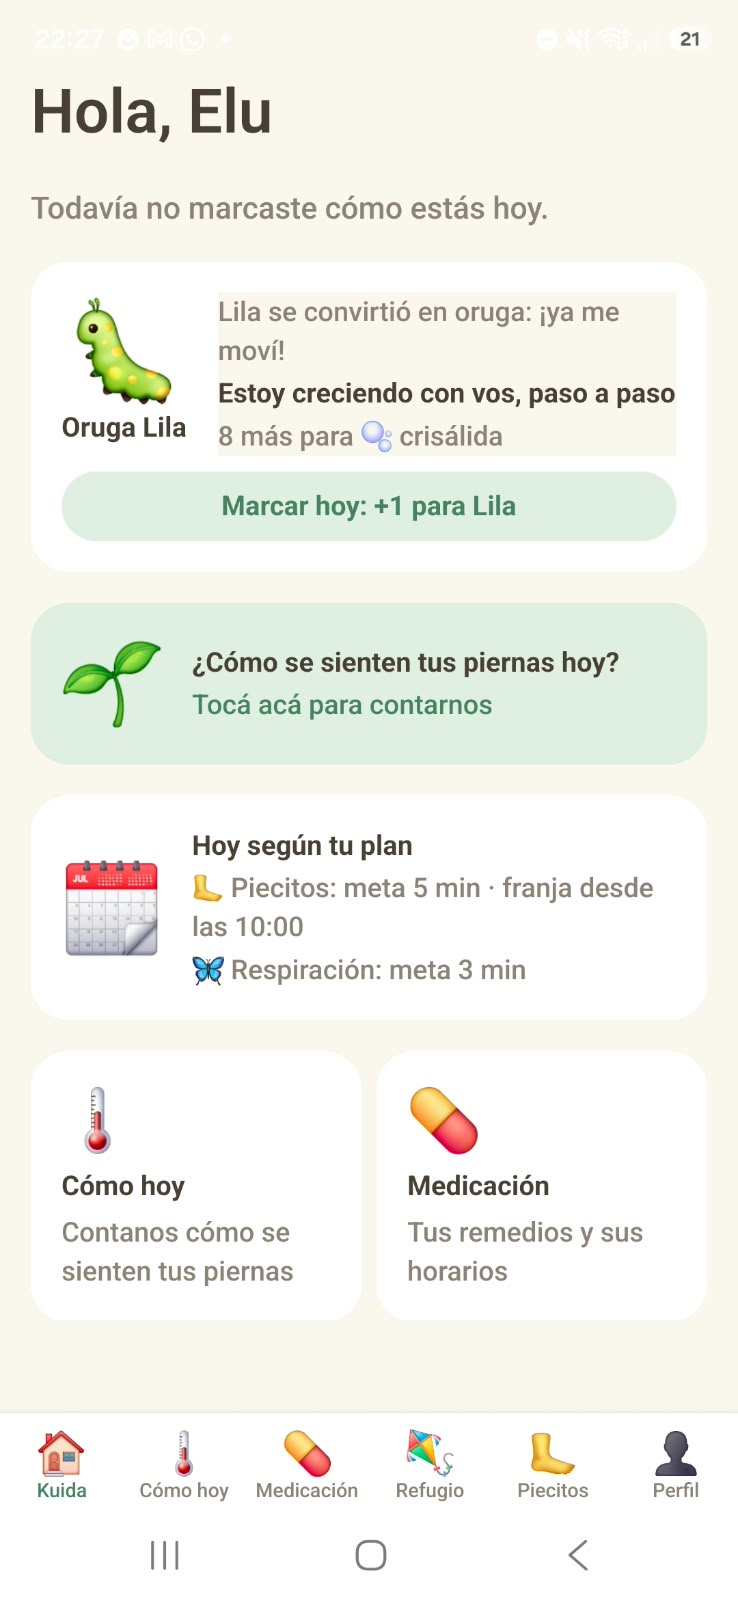 22:27
21
Hola, Elu
Todavía no marcaste cómo estás hoy.
Lila se convirtió en oruga: ¡ya me
moví!
Estoy creciendo con vos, paso a paso
8 más para crisálida
Oruga Lila
Marcar hoy: +1 para Lila
¿Cómo se sienten tus piernas hoy?
Tocá acá para contarnos
JUL
Hoy según tu plan
Piecitos: meta 5 min · franja desde
las 10:00
Respiración: meta 3 min
Cómo hoy
Contanos cómo se
sienten tus piernas
Medicación
Tus remedios y sus
horarios
Kuida
Cómo hoy
Medicación
Refugio
Piecitos
Perfil